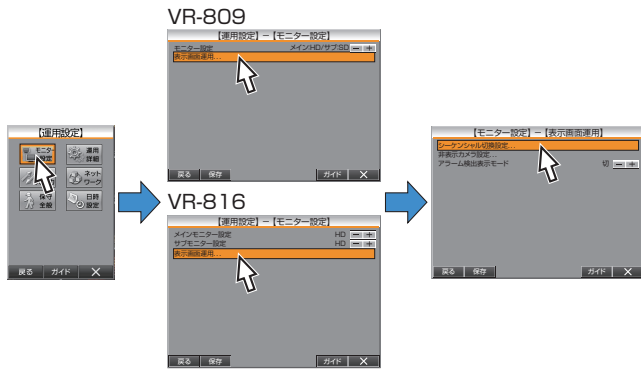 VR-809
【運用設定】－【モニター設定】
モニター設定 メイン:HD/サブ:SD － ＋
表示画面運用...
戻る 保存 ガイド ✕
【運用設定】
モニター設定 運用詳細
ネットワーク
保守全般 日時設定
戻る ガイド ✕
VR-816
【運用設定】－【モニター設定】
メインモニター設定 HD － ＋
サブモニター設定 HD － ＋
表示画面運用...
戻る 保存 ガイド ✕
【モニター設定】－【表示画面運用】
シーケンシャル切換設定...
非表示カメラ設定...
アラーム検出表示モード 切 － ＋
戻る 保存 ガイド ✕